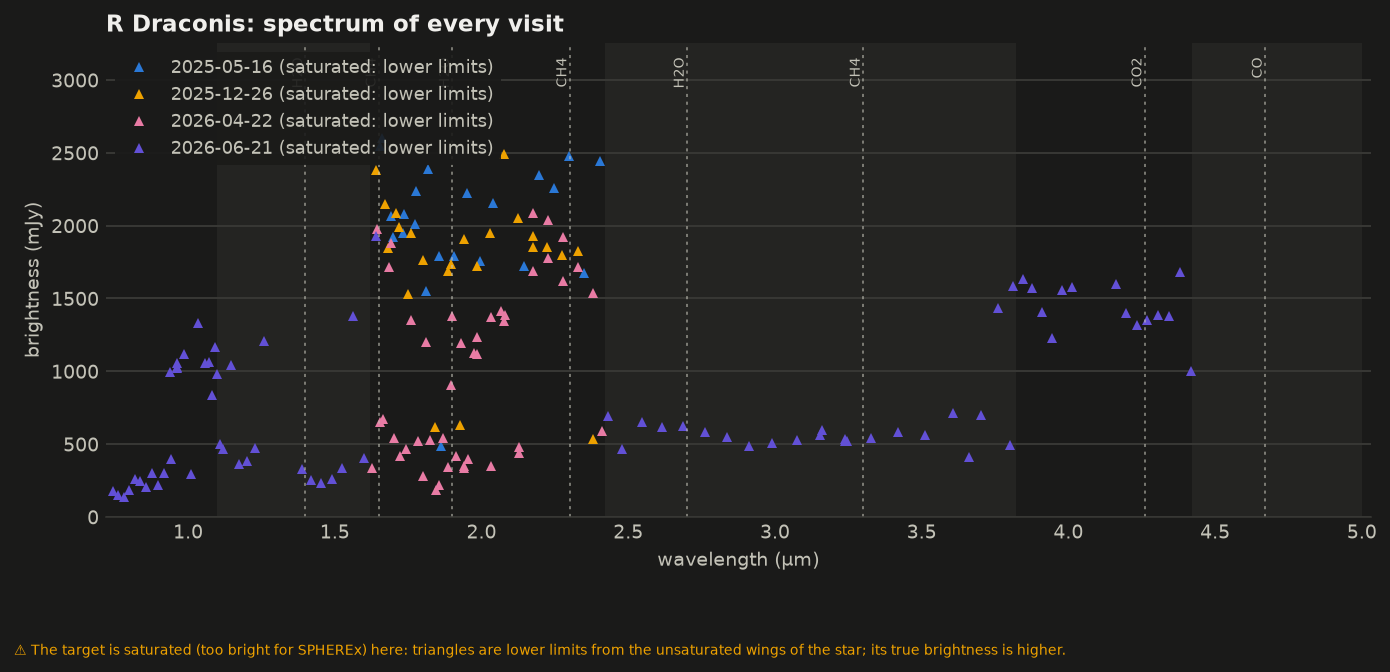 R Draconis: spectrum of every visit
2025-05-16 (saturated: lower limits)
2025-12-26 (saturated: lower limits)
2026-04-22 (saturated: lower limits)
2026-06-21 (saturated: lower limits)
CH4
H2O
CH4
CO2
CO
3000
2500
2000
1500
1000
500
0
brightness (mJy)
1.0 1.5 2.0 2.5 3.0 3.5 4.0 4.5 5.0
wavelength (μm)
⚠ The target is saturated (too bright for SPHEREx) here: triangles are lower limits from the unsaturated wings of the star; its true brightness is higher.